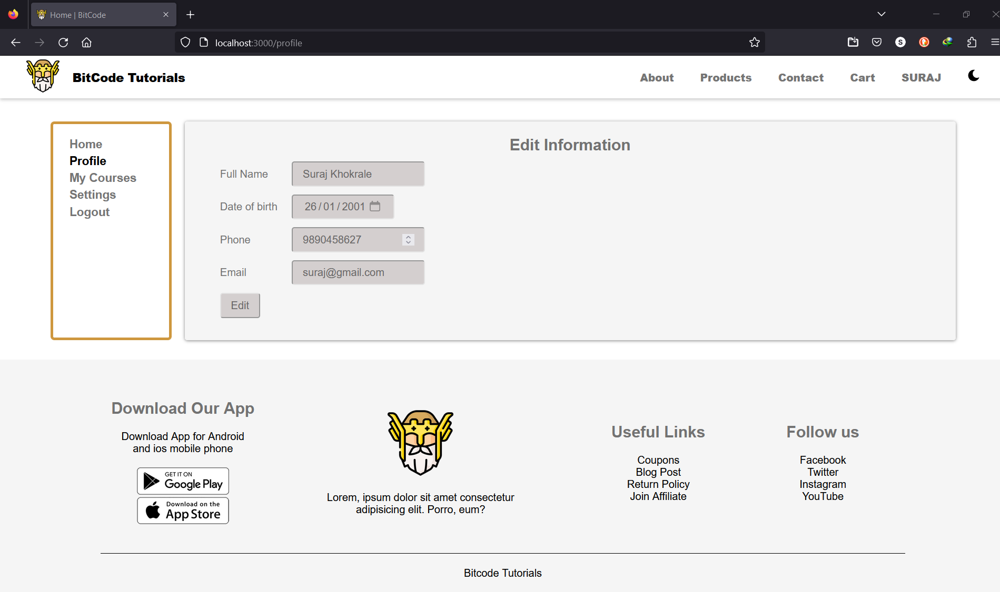 Home | BitCode
localhost:3000/profile
S
BitCode Tutorials
About Products Contact Cart SURAJ
Home
Profile
My Courses
Settings
Logout
Edit Information
Full Name Suraj Khokrale
Date of birth 26/01/2001
Phone 9890458627
Email suraj@gmail.com
Edit
Download Our App
Download App for Android
and ios mobile phone
GET IT ON
Google Play
Download on the
App Store
Lorem, ipsum dolor sit amet consectetur
adipisicing elit. Porro, eum?
Useful Links
Coupons
Blog Post
Return Policy
Join Affiliate
Follow us
Facebook
Twitter
Instagram
YouTube
Bitcode Tutorials